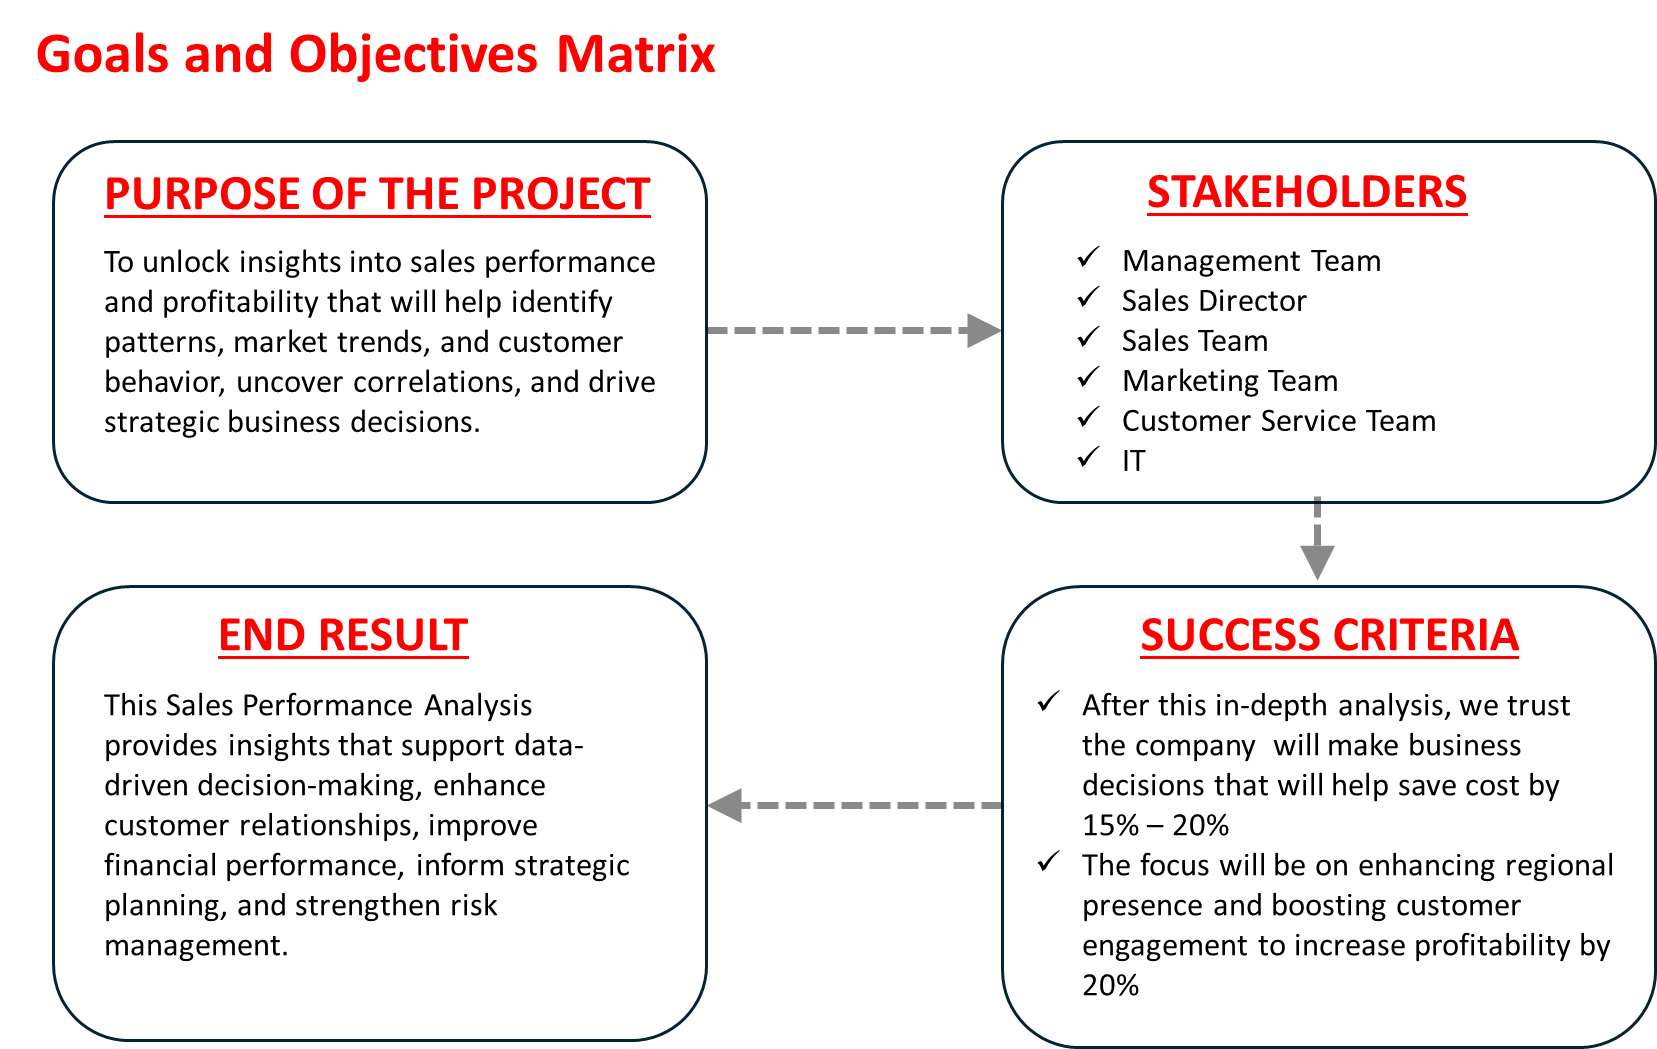 Goals and Objectives Matrix
PURPOSE OF THE PROJECT
To unlock insights into sales performance
and profitability that will help identify
patterns, market trends, and customer
behavior, uncover correlations, and drive
strategic business decisions.
STAKEHOLDERS
✓ Management Team
✓ Sales Director
✓ Sales Team
✓ Marketing Team
✓ Customer Service Team
✓ IT
END RESULT
This Sales Performance Analysis
provides insights that support data-
driven decision-making, enhance
customer relationships, improve
financial performance, inform strategic
planning, and strengthen risk
management.
SUCCESS CRITERIA
✓ After this in-depth analysis, we trust
the company  will make business
decisions that will help save cost by
15% – 20%
✓ The focus will be on enhancing regional
presence and boosting customer
engagement to increase profitability by
20%